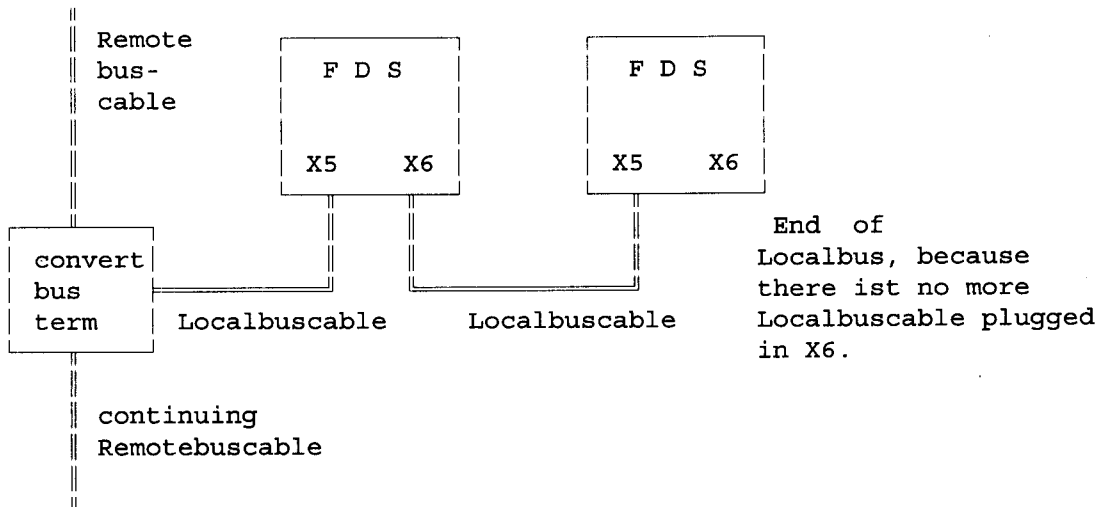 Remote
bus-
cable
F D S
X5 X6
F D S
X5 X6
convert
bus
term
Localbuscable
Localbuscable
End of
Localbus, because
there ist no more
Localbuscable plugged
in X6.
continuing
Remotebuscable